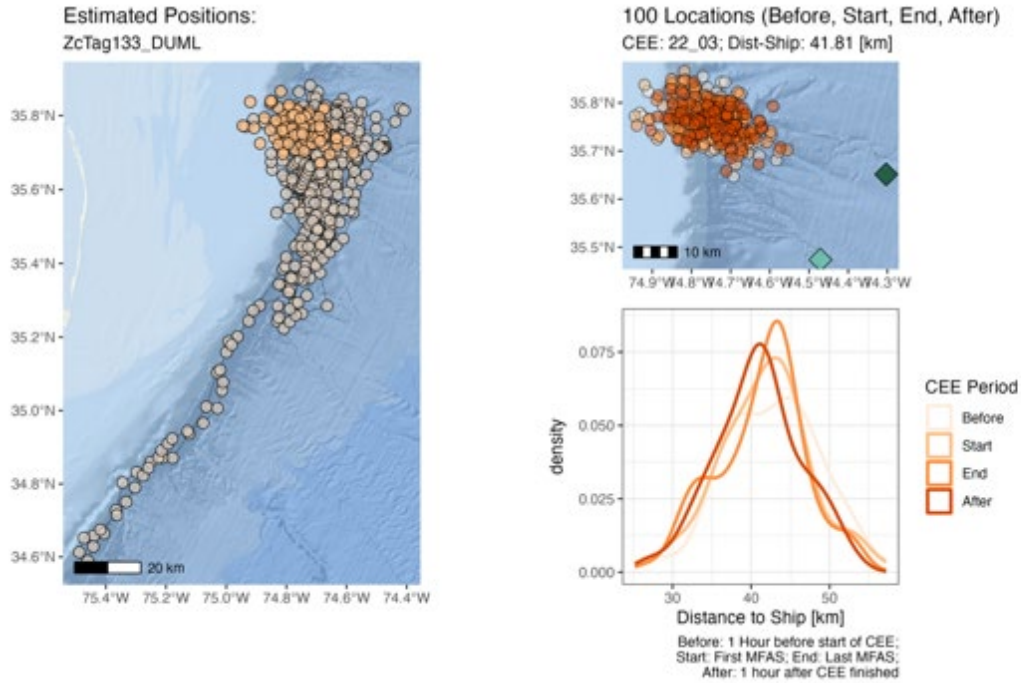 Estimated Positions:
ZcTag133_DUML
35.8°N
35.6°N
35.4°N
35.2°N
35.0°N
34.8°N
34.6°N
20 km
75.4°W 75.2°W 75.0°W 74.8°W 74.6°W 74.4°W
100 Locations (Before, Start, End, After)
CEE: 22_03; Dist-Ship: 41.81 [km]
35.8°N
35.7°N
35.6°N
35.5°N
10 km
74.9°W 74.8°W 74.7°W 74.6°W 74.5°W 74.4°W 74.3°W
0.075
0.050
0.025
0.000
density
30 40 50
Distance to Ship [km]
CEE Period
Before
Start
End
After
Before: 1 Hour before start of CEE;
Start: First MFAS; End: Last MFAS;
After: 1 hour after CEE finished